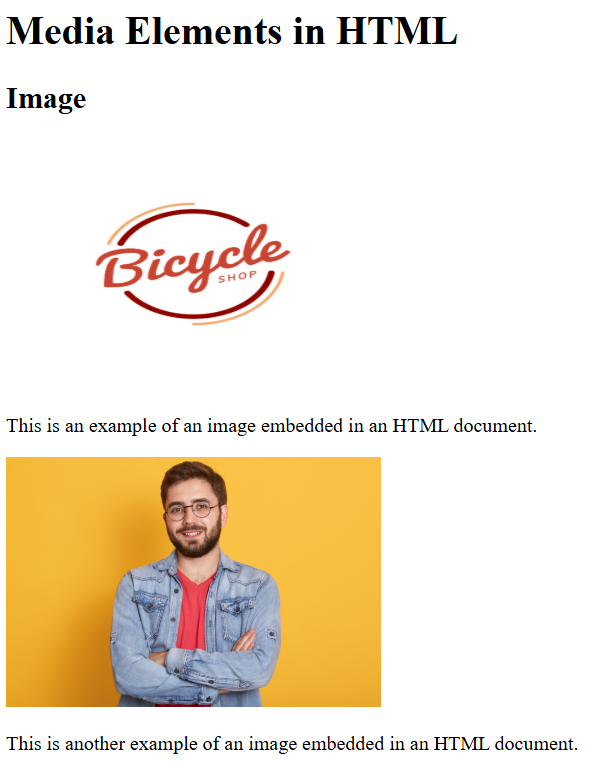 Media Elements in HTML
Image
Bicycle
SHOP
This is an example of an image embedded in an HTML document.
This is another example of an image embedded in an HTML document.